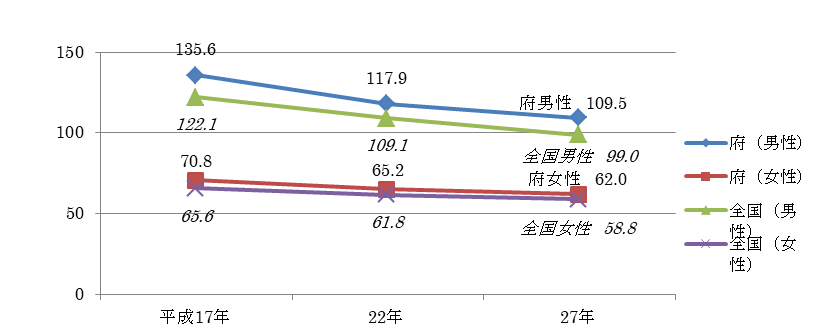 135.6
150
117.9
府男性 109.5
122.1
109.1
100
全国男性 99.0
70.8
65.2
府女性 62.0
50
65.6
61.8
全国女性 58.8
0
平成17年 22年 27年
府（男性）
府（女性）
全国（男
性）
全国（女
性）